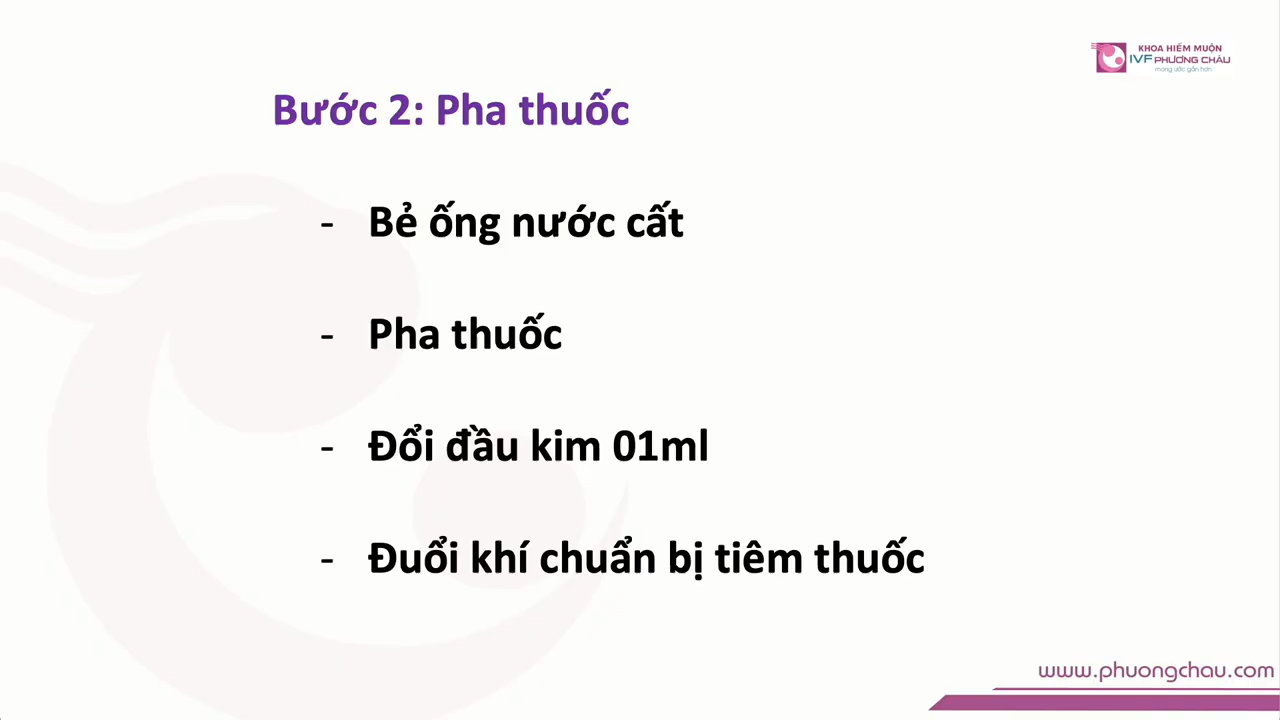 KHOA HIẾM MUỘN
IVF PHƯƠNG CHÂU
mong ước gần hơn
Bước 2: Pha thuốc
- Bẻ ống nước cất
- Pha thuốc
- Đổi đầu kim 01ml
- Đuổi khí chuẩn bị tiêm thuốc
www.phuongchau.com